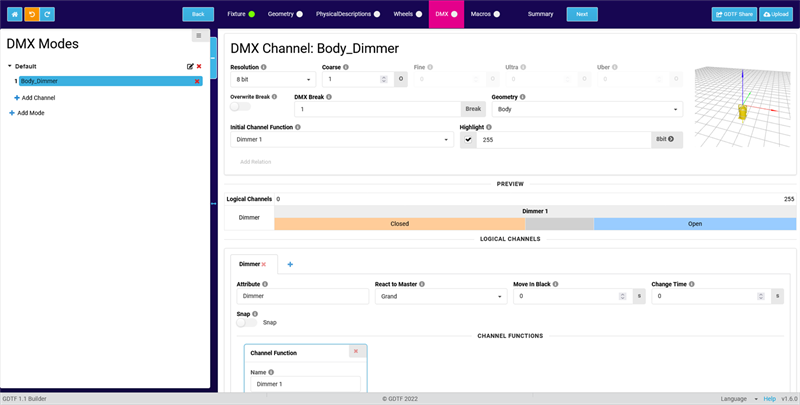 Back
Fixture
Geometry
PhysicalDescriptions
Wheels
DMX
Macros
Summary
Next
GDTF Share
Upload
DMX Modes
Default
1 Body_Dimmer
Add Channel
Add Mode
DMX Channel: Body_Dimmer
Resolution Coarse Fine Ultra Uber
8 bit 1 0 0 0 0
Overwrite Break DMX Break Geometry
1 Break Body
Initial Channel Function Highlight
Dimmer 1 255 8bit
Add Relation
PREVIEW
Logical Channels 0 255
Dimmer Dimmer 1
Closed Open
LOGICAL CHANNELS
Dimmer
Attribute React to Master Move In Black Change Time
Dimmer Grand 0 s 0 s
Snap
Snap
CHANNEL FUNCTIONS
Channel Function
Name
Dimmer 1
GDTF 1.1 Builder © GDTF 2022 Language Help v1.6.0